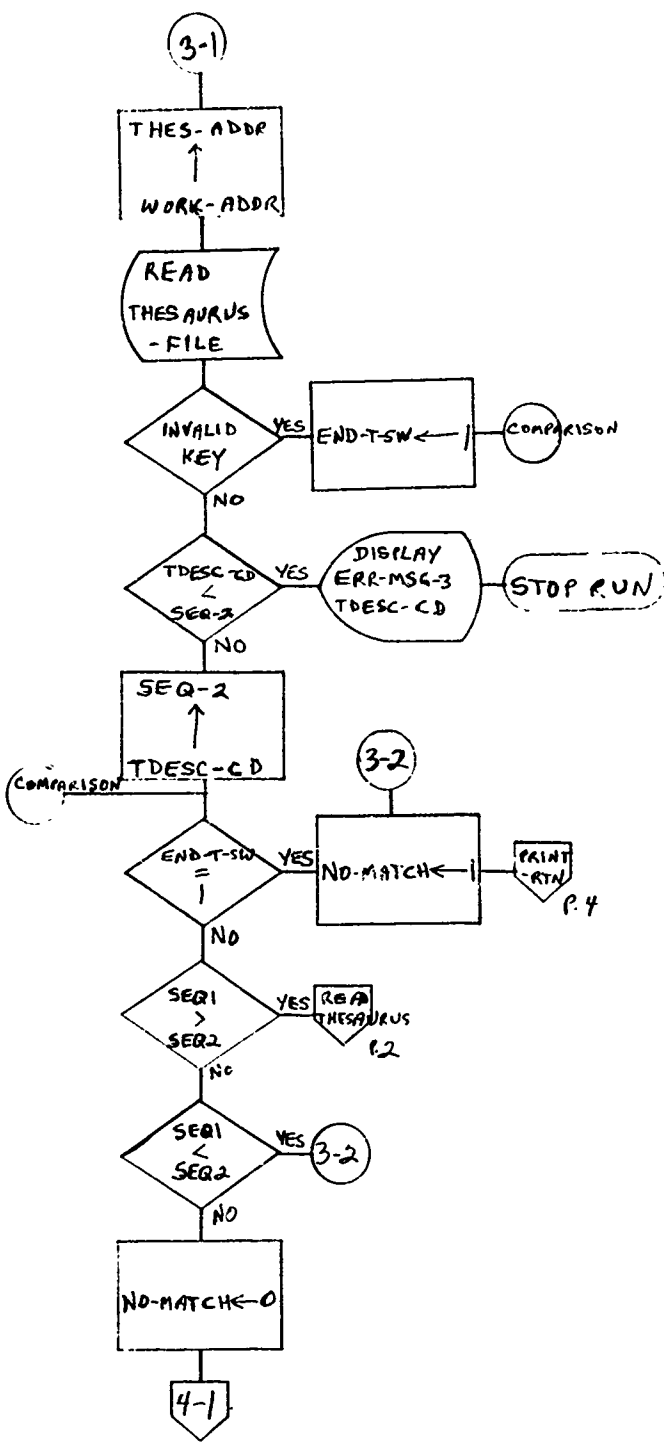 3-1
THES-ADDR
↑
WORK-ADDR
READ
THESAURUS
-FILE
INVALID
KEY
YES
END-T-SW ← 1
COMPARISON
NO
TDESC-CD
<
SEQ-2
YES
DISPLAY
ERR-MSG-3
TDESC-CD
STOP RUN
NO
SEQ-2
↑
TDESC-CD
COMPARISON
3-2
END-T-SW
=
1
YES
NO-MATCH ← 1
PRINT
-RTN
P.4
NO
SEQ1
>
SEQ2
YES
READ
THESAURUS
P.2
NO
SEQ1
<
SEQ2
YES
3-2
NO
NO-MATCH ← 0
4-1